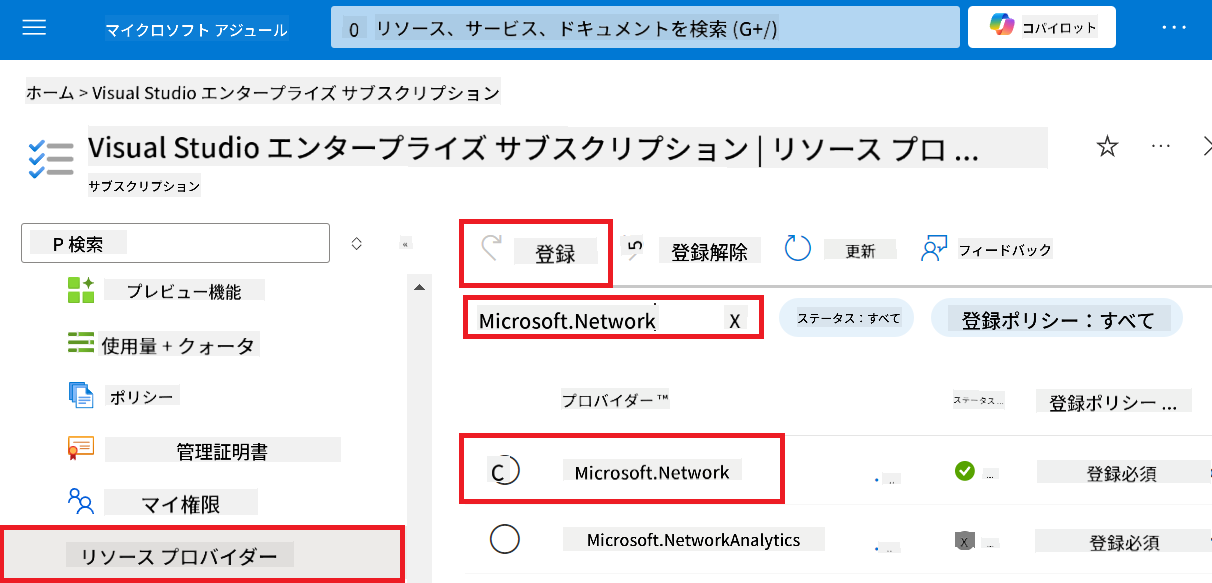 マイクロソフト アジュール
0 リソース、サービス、ドキュメントを検索 (G+/)
コパイロット
ホーム > Visual Studio エンタープライズ サブスクリプション
Visual Studio エンタープライズ サブスクリプション | リソース プロ ...
サブスクリプション
P 検索
«
登録
5
登録解除
更新
フィードバック
プレビュー機能
使用量 + クォータ
ポリシー
管理証明書
マイ権限
リソース プロバイダー
Microsoft.Network
X
ステータス：すべて
登録ポリシー：すべて
プロバイダー ™
ステータス...
登録ポリシー ...
C
Microsoft.Network
..
...
登録必須
Microsoft.NetworkAnalytics
..
X
...
登録必須